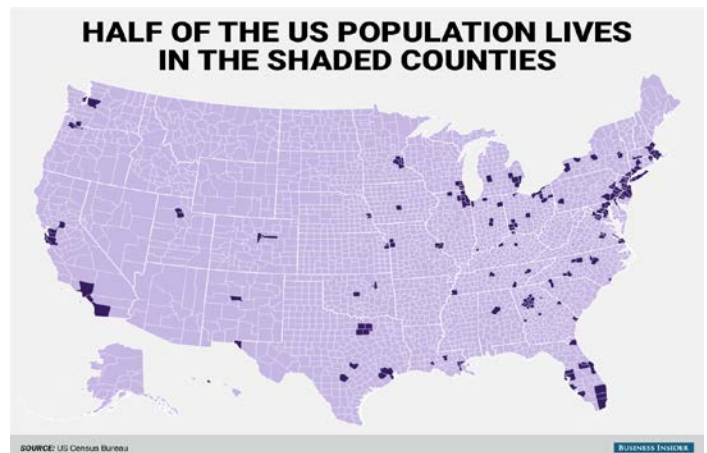 HALF OF THE US POPULATION LIVES
IN THE SHADED COUNTIES
SOURCE: US Census Bureau
BUSINESS INSIDER